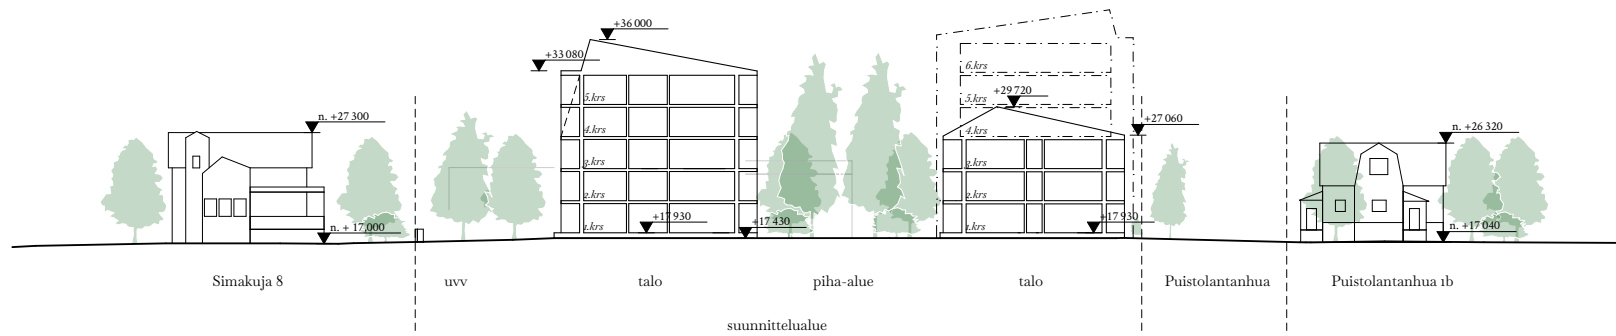 +36 000
+33 080
6.krs
5.krs
+29 720
5.krs
n. +27 300
4.krs
4.krs
+27 060
n. +26 320
3.krs
3.krs
2.krs
2.krs
+17 930
+17 430
+17 930
n. + 17,000
1.krs
1.krs
n. +17 040
Simakuja 8
uvv
talo
piha-alue
talo
Puistolantanhua
Puistolantanhua 1b
suunnittelualue